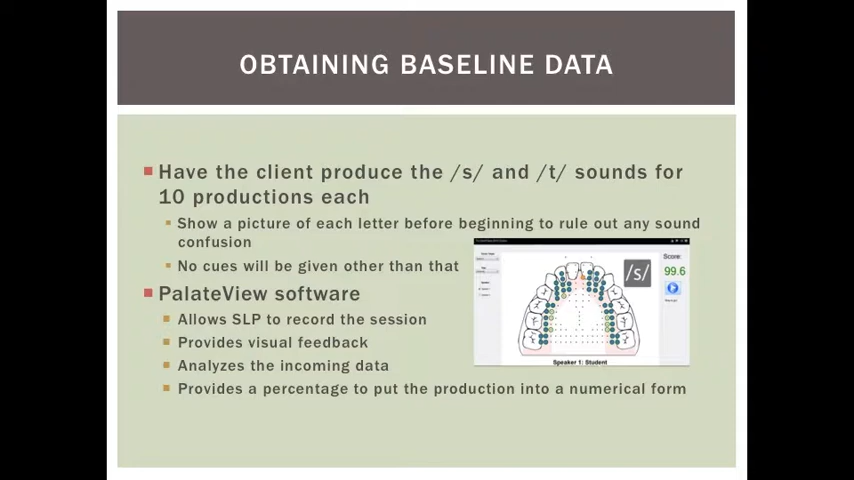 OBTAINING BASELINE DATA
Have the client produce the /s/ and /t/ sounds for
10 productions each
Show a picture of each letter before beginning to rule out any sound
confusion
No cues will be given other than that
PalateView software
Allows SLP to record the session
Provides visual feedback
Analyzes the incoming data
Provides a percentage to put the production into a numerical form
/s/
Score:
99.6
Speaker 1: Student